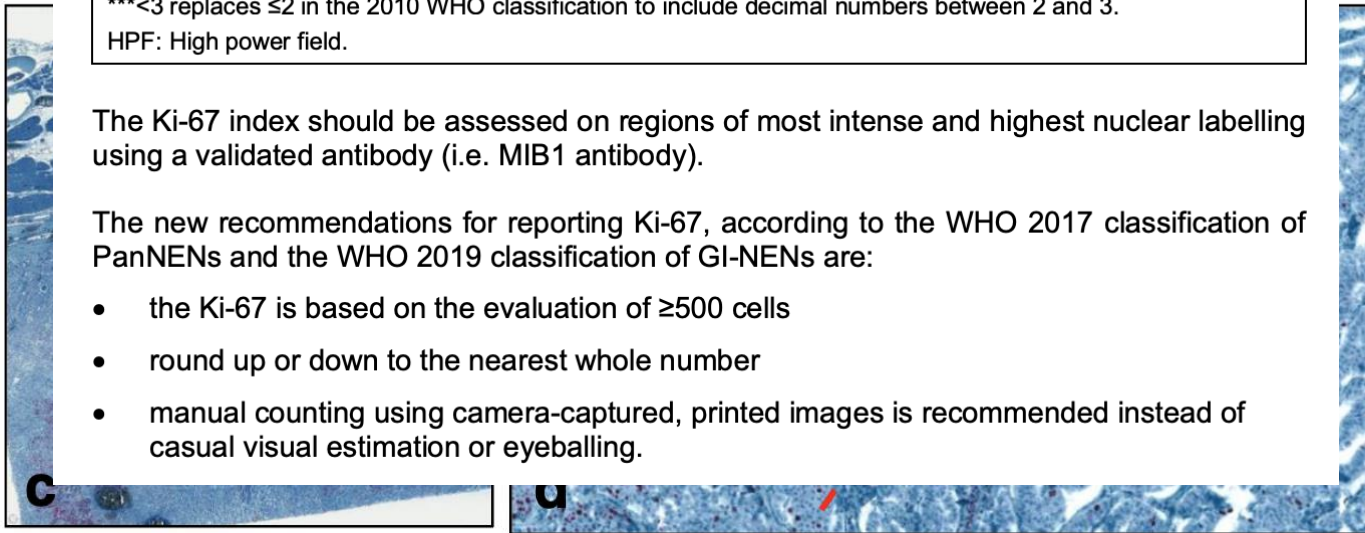 ***<3 replaces ≤2 in the 2010 WHO classification to include decimal numbers between 2 and 3.
HPF: High power field.
The Ki-67 index should be assessed on regions of most intense and highest nuclear labelling
using a validated antibody (i.e. MIB1 antibody).
The new recommendations for reporting Ki-67, according to the WHO 2017 classification of
PanNENs and the WHO 2019 classification of GI-NENs are:
• the Ki-67 is based on the evaluation of ≥500 cells
• round up or down to the nearest whole number
• manual counting using camera-captured, printed images is recommended instead of
casual visual estimation or eyeballing.
c
d